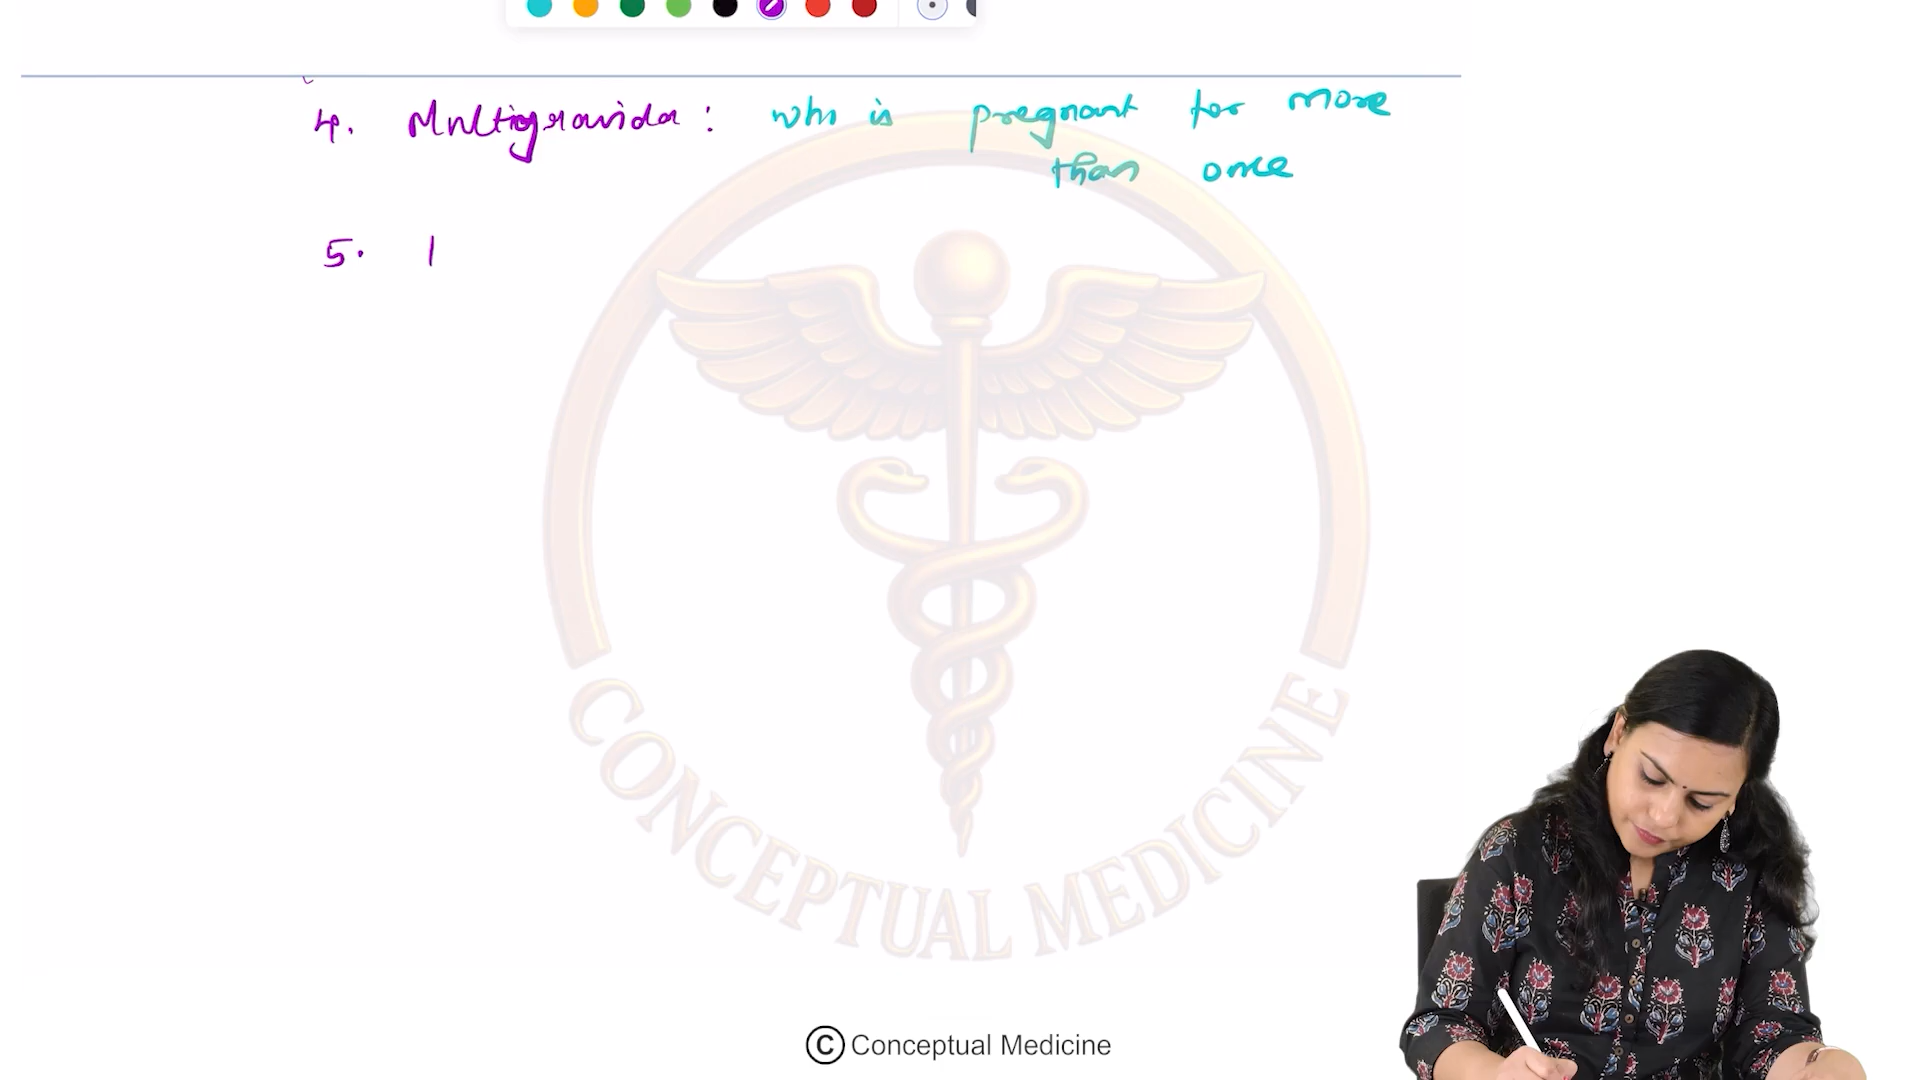 4. Multigravida : who is pregnant for more
than once
5. 1
CONCEPTUAL MEDICINE
C Conceptual Medicine